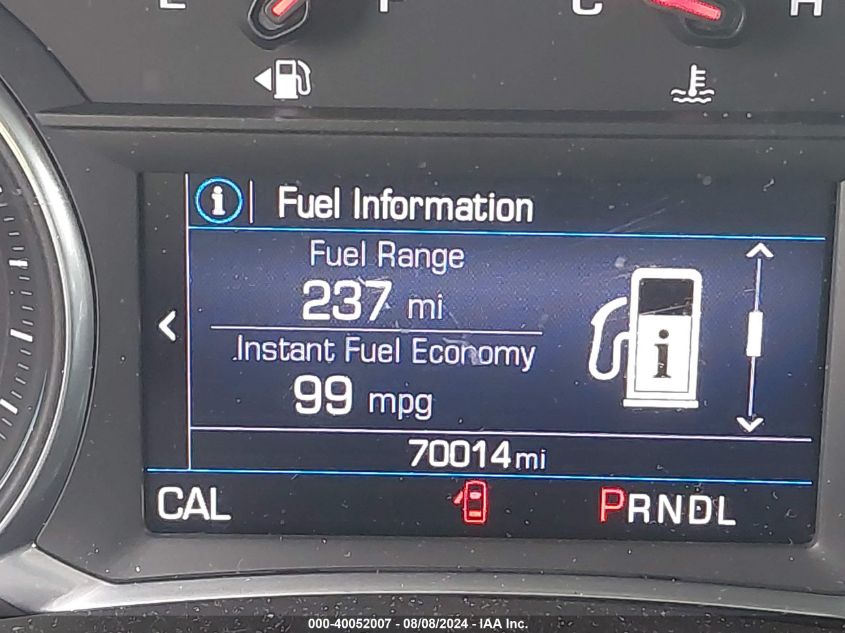 E F C H
i Fuel Information
Fuel Range
237 mi
Instant Fuel Economy
99 mpg
i
70014 mi
CAL PRNDL
000-40052007 - 08/08/2024 - IAA Inc.